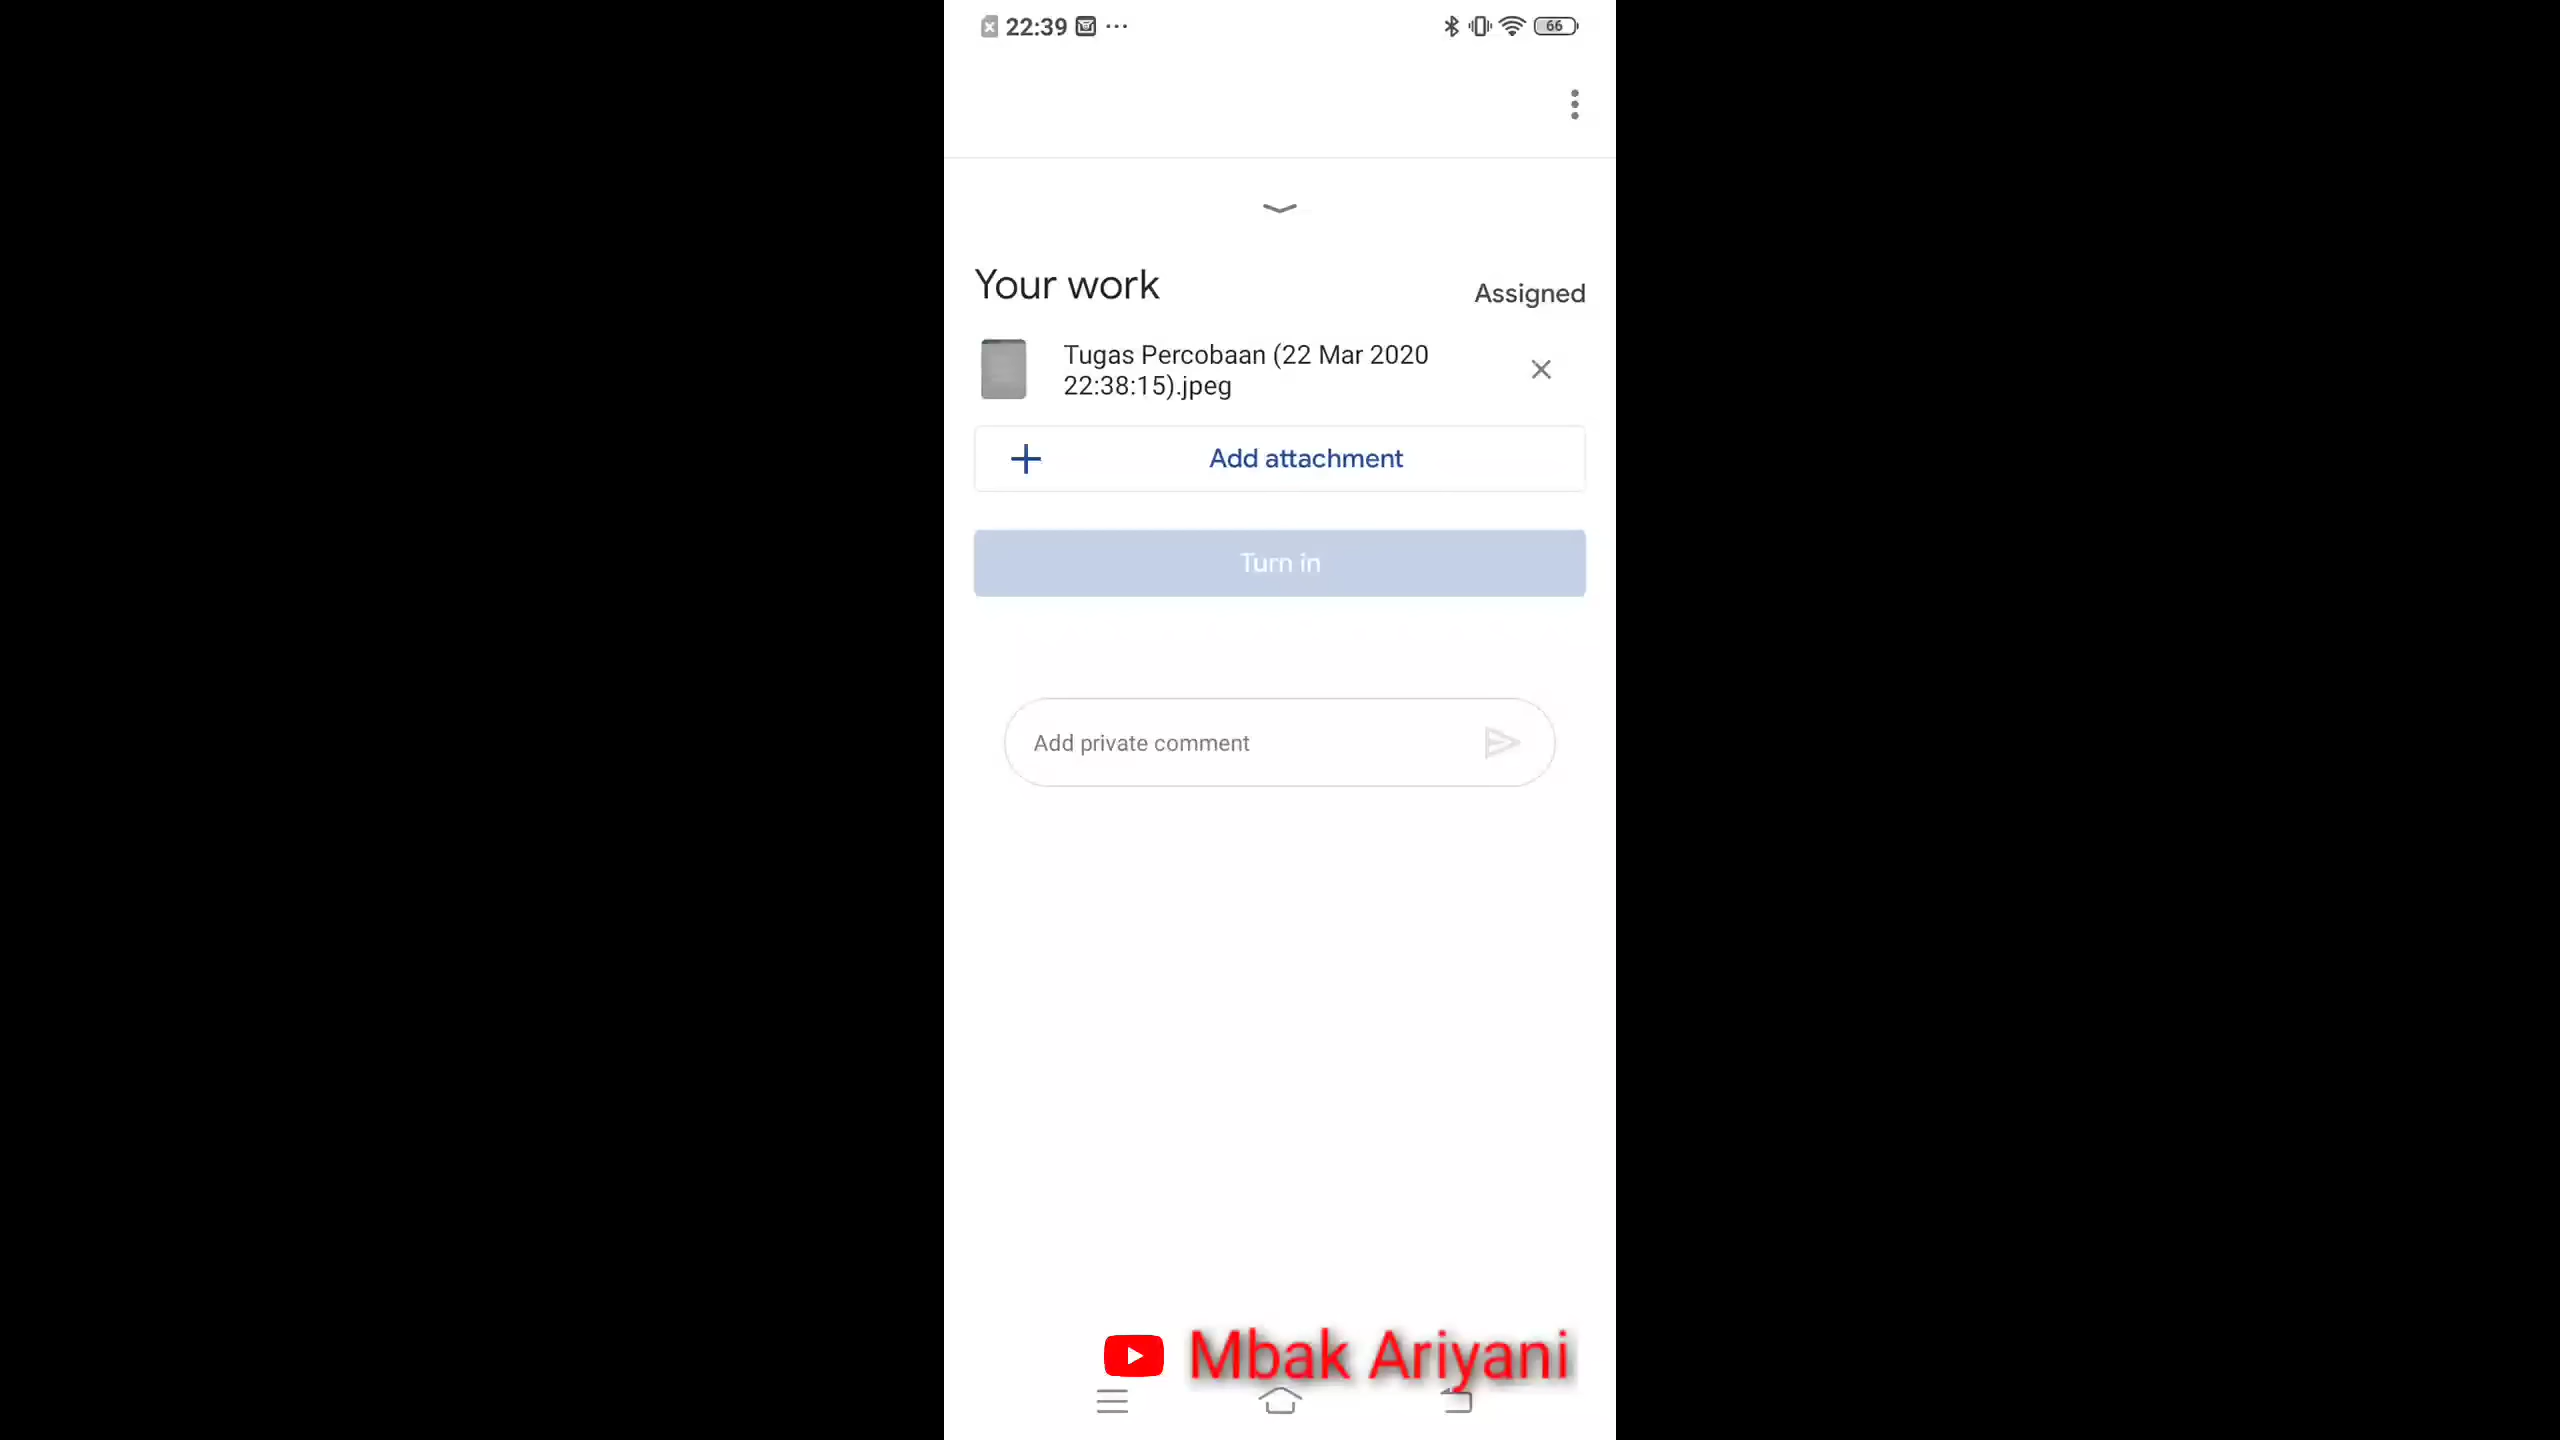 22:39
66
Your work
Assigned
Tugas Percobaan (22 Mar 2020
22:38:15).jpeg
Add attachment
Turn in
Add private comment
Mbak Ariyani